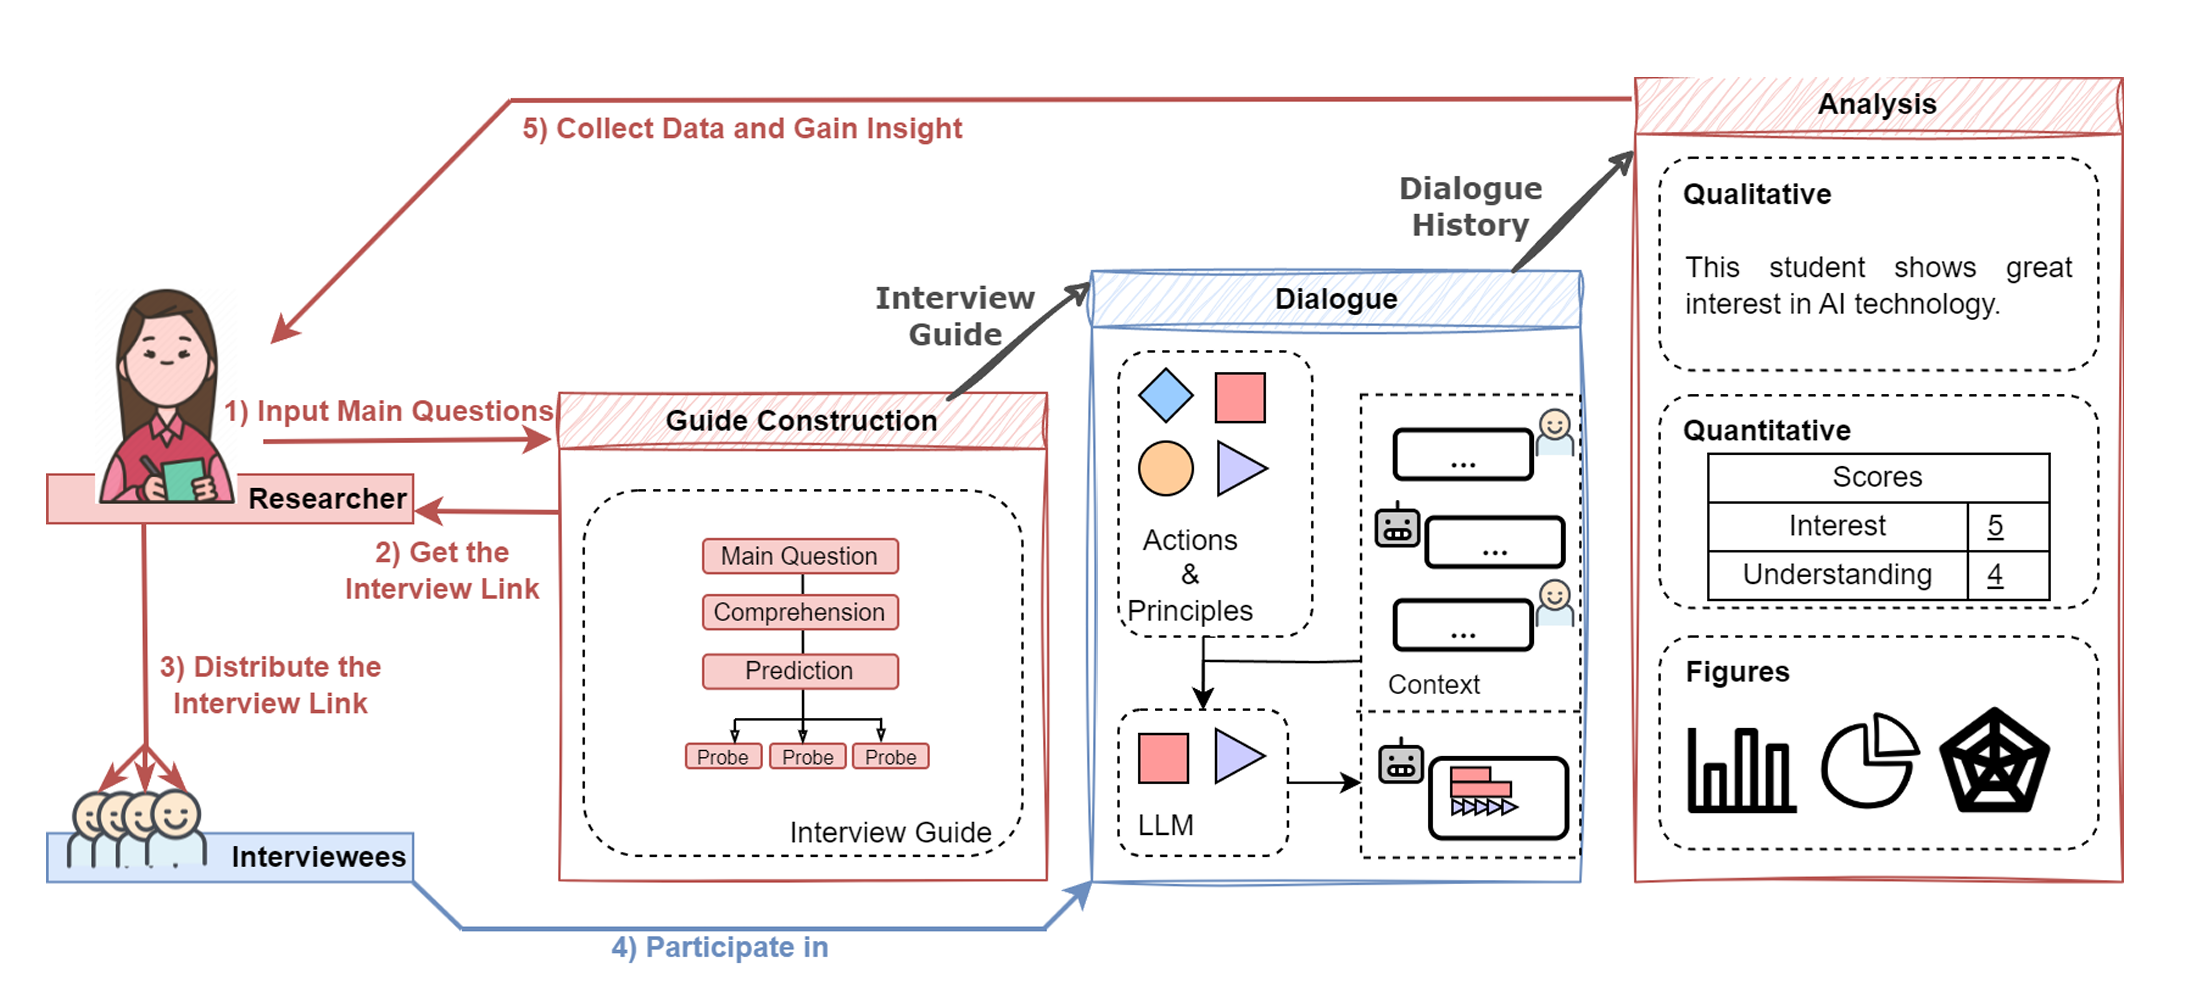 5) Collect Data and Gain Insight
1) Input Main Questions
Researcher
2) Get the
Interview Link
3) Distribute the
Interview Link
Interviewees
4) Participate in
Guide Construction
Main Question
Comprehension
Prediction
Probe
Probe
Probe
Interview Guide
Interview
Guide
Dialogue
Actions
&
Principles
...
...
...
Context
LLM
Dialogue
History
Analysis
Qualitative
This student shows great
interest in AI technology.
Quantitative
Scores
Interest 5
Understanding 4
Figures